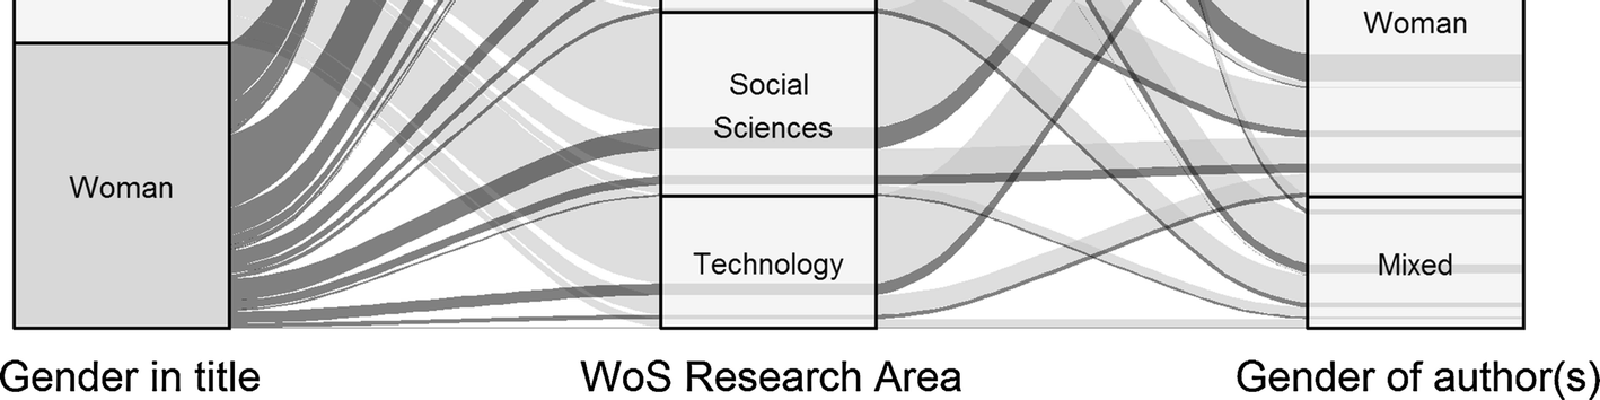 Woman
Social
Sciences
Woman
Technology
Mixed
Gender in title
WoS Research Area
Gender of author(s)